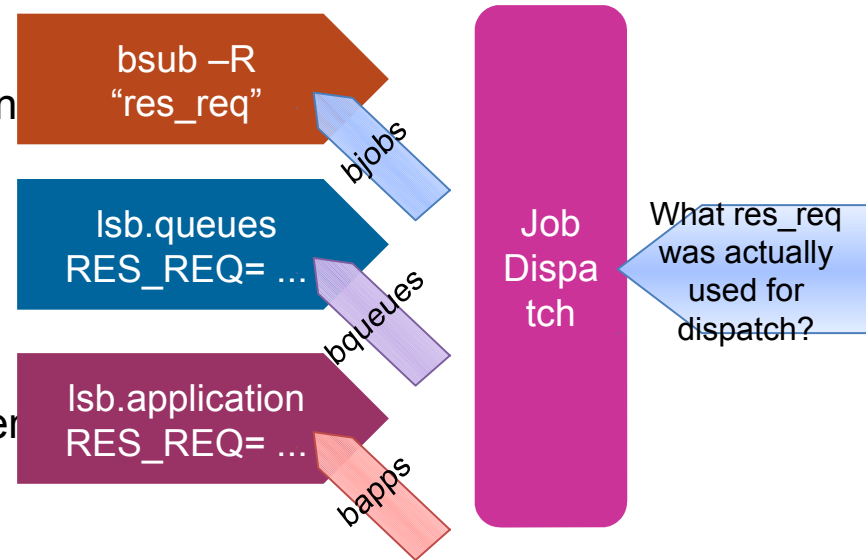 bsub –R
“res_req”
n
bjobs
lsb.queues
RES_REQ= ...
bqueues
lsb.application
RES_REQ= ...
er
bapps
Job
Dispa
tch
What res_req
was actually
used for
dispatch?